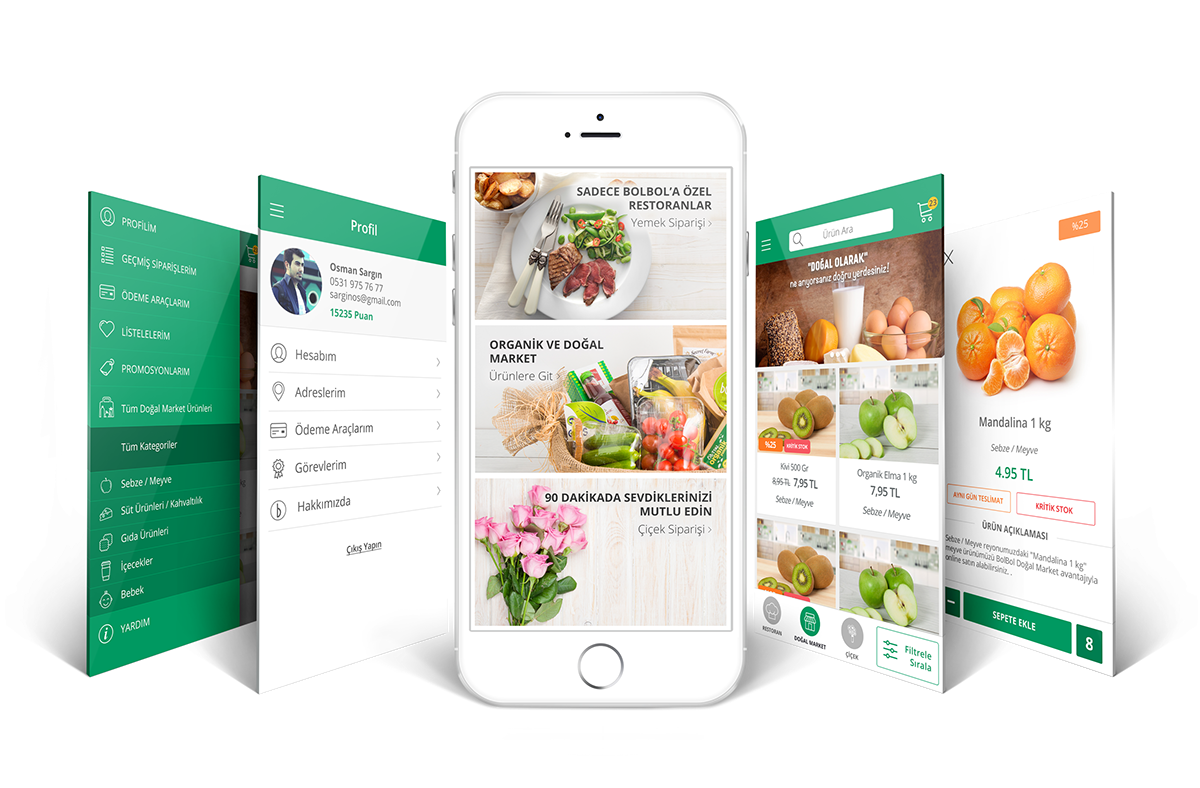 PROFİLİM
GEÇMİŞ SİPARİŞLERİM
ÖDEME ARAÇLARIM
LİSTELELERİM
PROMOSYONLARIM
Tüm Doğal Market Ürünleri
Tüm Kategoriler
Sebze / Meyve
Süt Ürünleri / Kahvaltılık
Gıda Ürünleri
İçecekler
Bebek
YARDIM
Profil
Osman Sargın
0531 975 76 77
sarginos@gmail.com
15235 Puan
Hesabım
Adreslerim
Ödeme Araçlarım
Görevlerim
Hakkımızda
Çıkış Yapın
SADECE BOLBOL'A ÖZEL
RESTORANLAR
Yemek Siparişi ›
ORGANİK VE DOĞAL
MARKET
Ürünlere Git ›
90 DAKİKADA SEVDİKLERİNİZİ
MUTLU EDİN
Çiçek Siparişi ›
Ürün Ara
23
"DOĞAL OLARAK"
ne arıyorsanız doğru yerdesiniz!
%25
KRİTİK STOK
Kivi 500 Gr
8,95 TL 7,95 TL
Sebze / Meyve
Organik Elma 1 kg
7,95 TL
Sebze / Meyve
RESTORAN
DOĞAL MARKET
ÇİÇEK
Filtrele
Sırala
%25
Mandalina 1 kg
Sebze / Meyve
4.95 TL
AYNI GÜN TESLİMAT
KRİTİK STOK
ÜRÜN AÇIKLAMASI
Sebze / Meyve reyonumuzdaki "Mandalina 1 kg"
meyve ürünümüzü BolBol Doğal Market avantajıyla
online satın alabilirsiniz. .
SEPETE EKLE
8